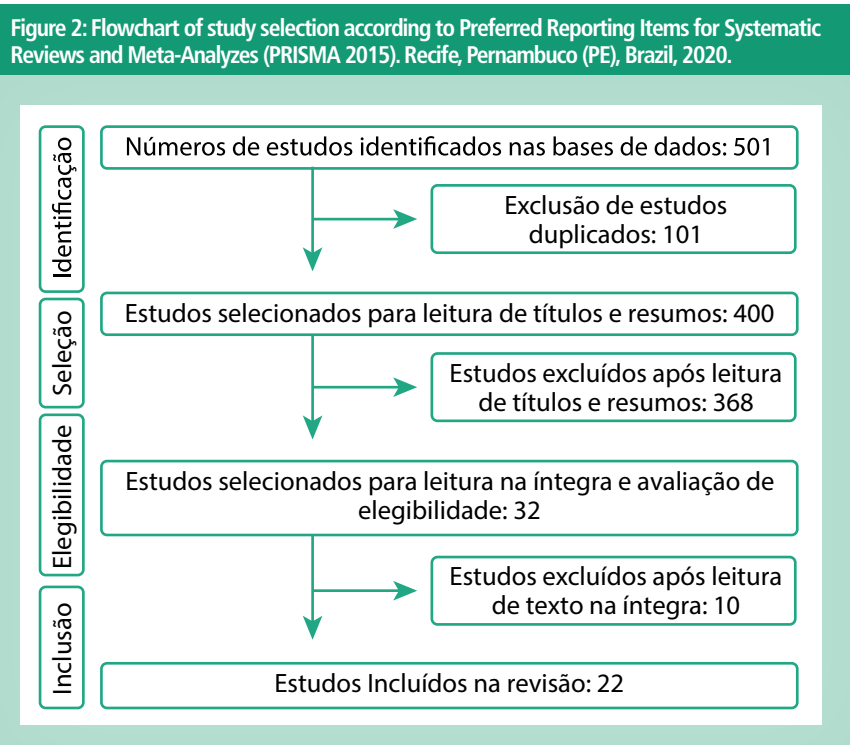 Figure 2: Flowchart of study selection according to Preferred Reporting Items for Systematic
Reviews and Meta-Analyzes (PRISMA 2015). Recife, Pernambuco (PE), Brazil, 2020.
Identificação
Números de estudos identificados nas bases de dados: 501
Exclusão de estudos
duplicados: 101
Seleção
Estudos selecionados para leitura de títulos e resumos: 400
Estudos excluídos após leitura
de títulos e resumos: 368
Elegibilidade
Estudos selecionados para leitura na íntegra e avaliação de
elegibilidade: 32
Estudos excluídos após leitura
de texto na íntegra: 10
Inclusão
Estudos Incluídos na revisão: 22